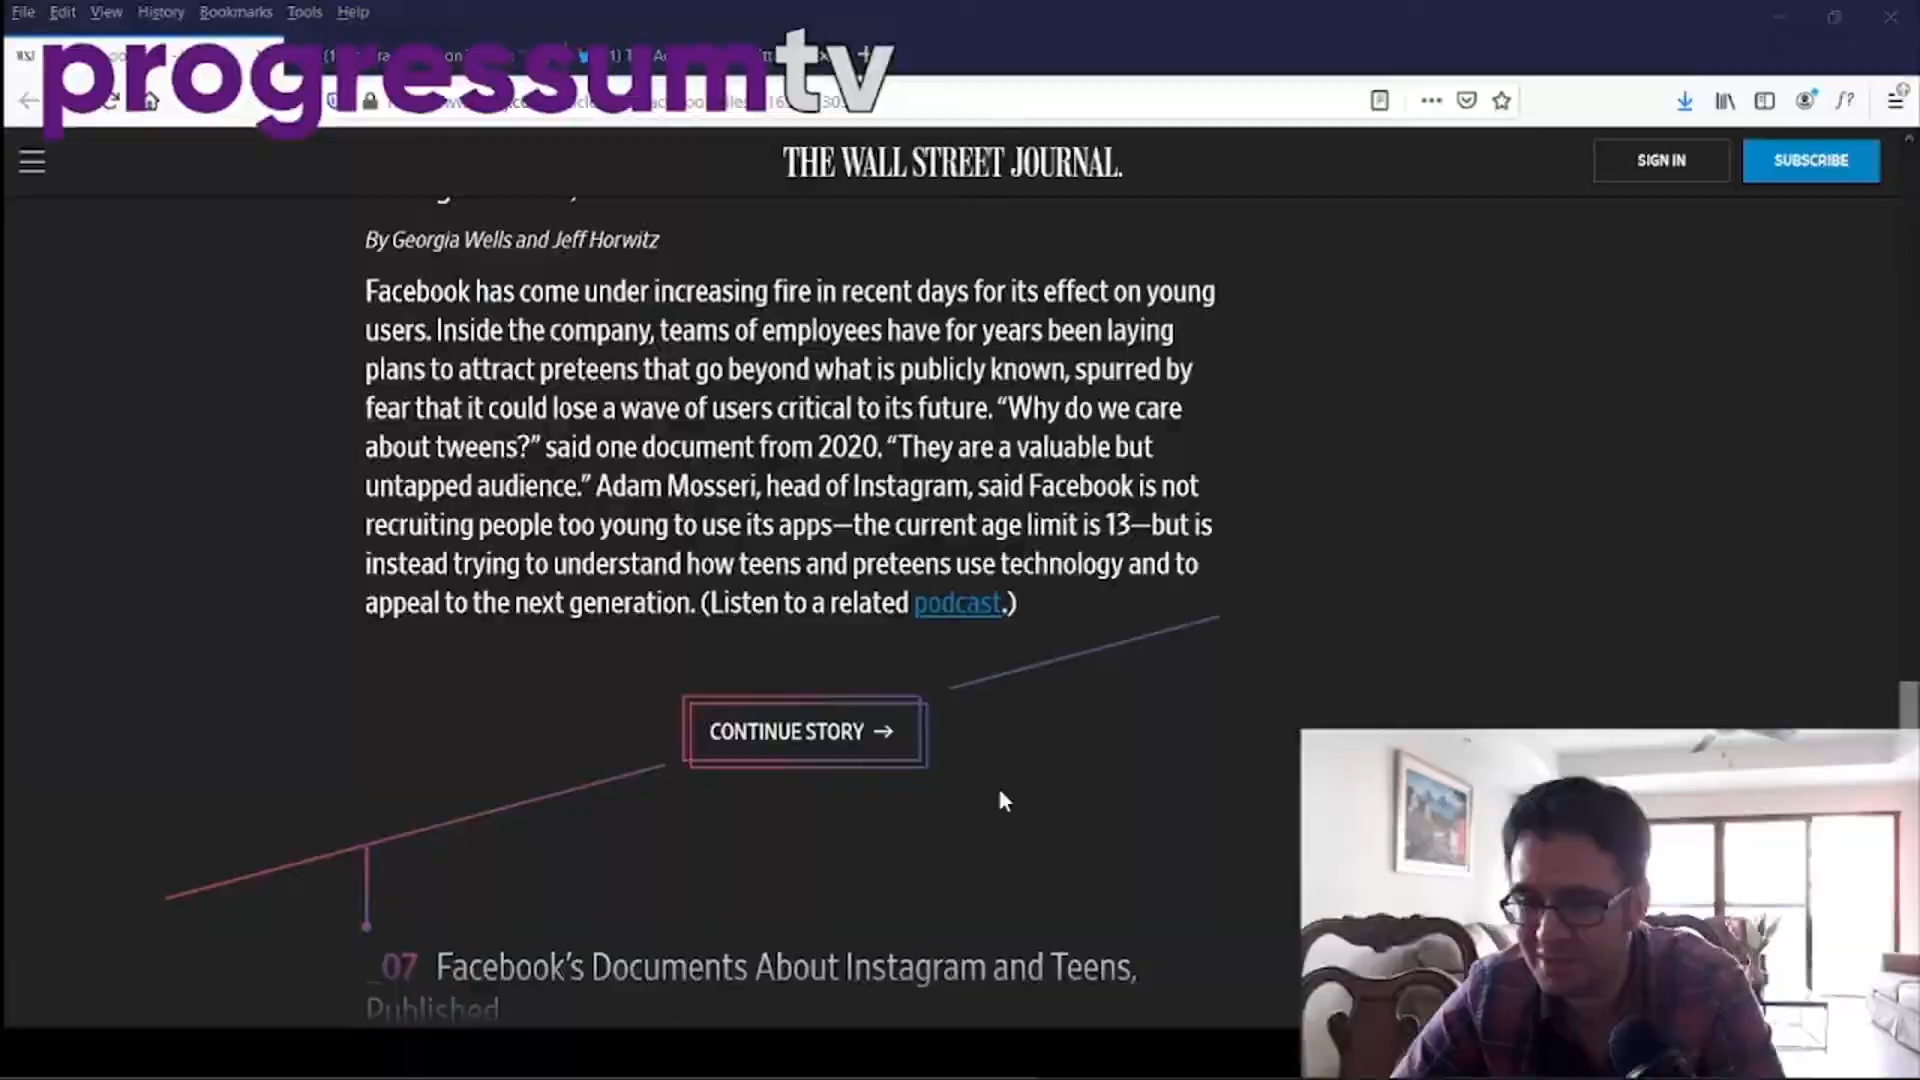 File Edit View History Bookmarks Tools Help
progressumtv
THE WALL STREET JOURNAL.
SIGN IN
SUBSCRIBE
By Georgia Wells and Jeff Horwitz
Facebook has come under increasing fire in recent days for its effect on young
users. Inside the company, teams of employees have for years been laying
plans to attract preteens that go beyond what is publicly known, spurred by
fear that it could lose a wave of users critical to its future. “Why do we care
about tweens?” said one document from 2020. “They are a valuable but
untapped audience.” Adam Mosseri, head of Instagram, said Facebook is not
recruiting people too young to use its apps—the current age limit is 13—but is
instead trying to understand how teens and preteens use technology and to
appeal to the next generation. (Listen to a related podcast.)
CONTINUE STORY →
_07 Facebook’s Documents About Instagram and Teens,
Published